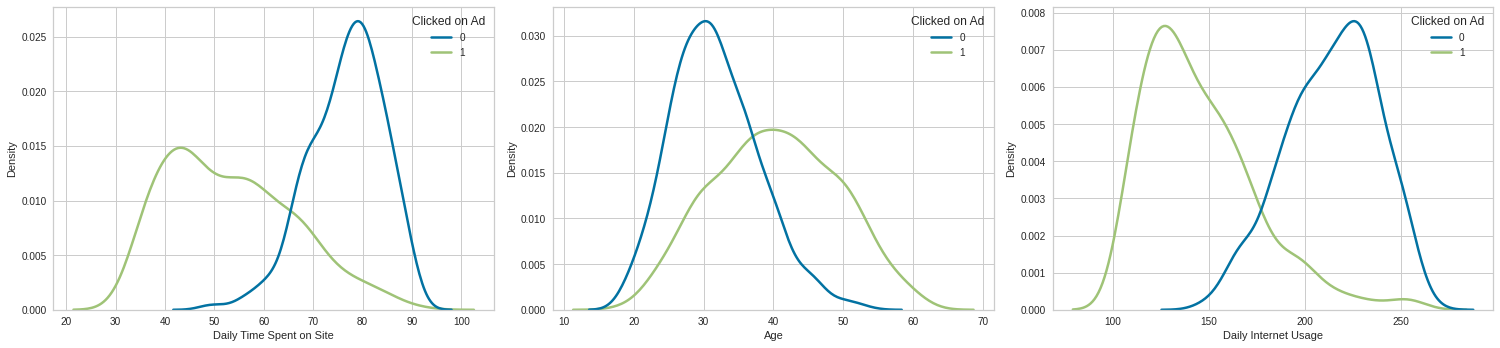 Clicked on Ad
0
1
Density
0.025
0.020
0.015
0.010
0.005
0.000
20 30 40 50 60 70 80 90 100
Daily Time Spent on Site
Clicked on Ad
0
1
Density
0.030
0.025
0.020
0.015
0.010
0.005
0.000
10 20 30 40 50 60 70
Age
Clicked on Ad
0
1
Density
0.008
0.007
0.006
0.005
0.004
0.003
0.002
0.001
0.000
100 150 200 250
Daily Internet Usage